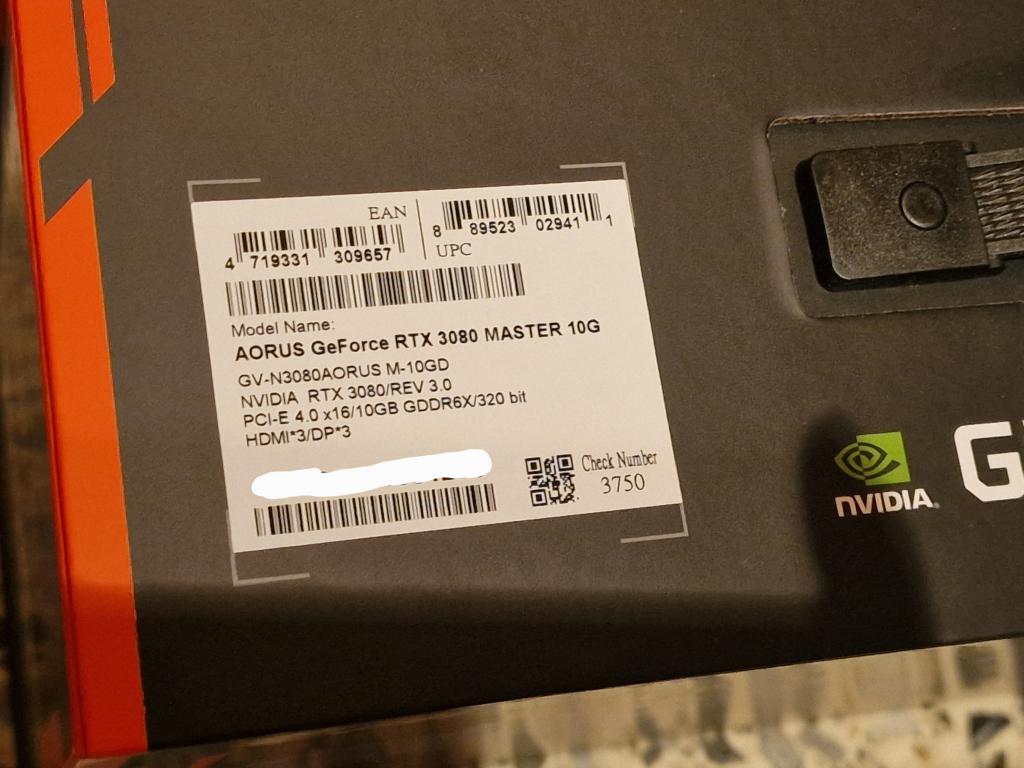 EAN
4 719331 309657
8 89523 02941 1
UPC
Model Name:
AORUS GeForce RTX 3080 MASTER 10G
GV-N3080AORUS M-10GD
NVIDIA RTX 3080/REV 3.0
PCI-E 4.0 x16/10GB GDDR6X/320 bit
HDMI*3/DP*3
Check Number
3750
NVIDIA.
G